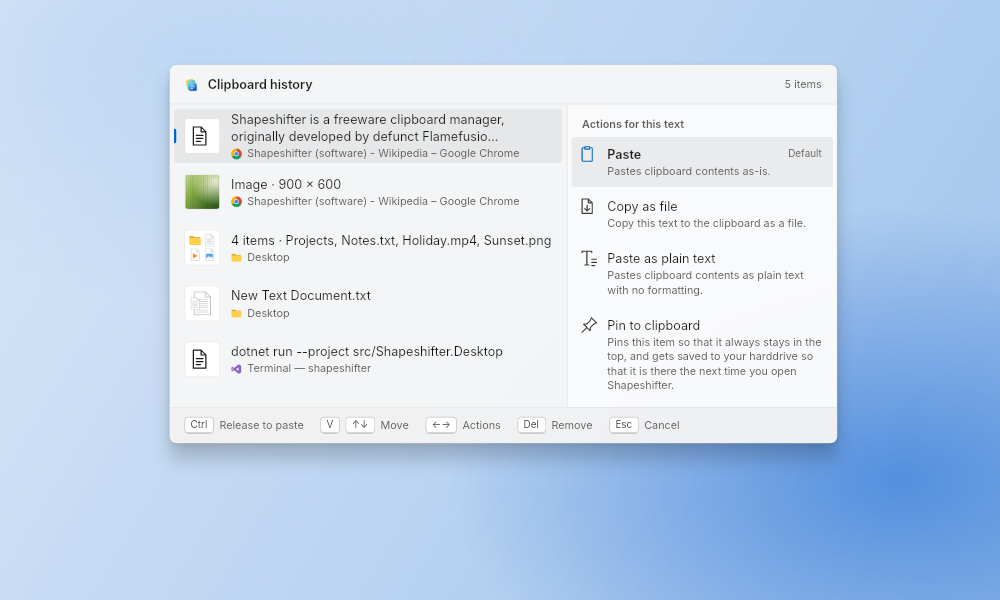 Clipboard history
5 items
Shapeshifter is a freeware clipboard manager,
originally developed by defunct Flamefusio...
Shapeshifter (software) - Wikipedia – Google Chrome
Image · 900 × 600
Shapeshifter (software) - Wikipedia – Google Chrome
4 items · Projects, Notes.txt, Holiday.mp4, Sunset.png
Desktop
New Text Document.txt
Desktop
dotnet run --project src/Shapeshifter.Desktop
Terminal — shapeshifter
Actions for this text
Paste
Default
Pastes clipboard contents as-is.
Copy as file
Copy this text to the clipboard as a file.
Paste as plain text
Pastes clipboard contents as plain text
with no formatting.
Pin to clipboard
Pins this item so that it always stays in the
top, and gets saved to your harddrive so
that it is there the next time you open
Shapeshifter.
Ctrl Release to paste V ↑↓ Move ←→ Actions Del Remove Esc Cancel